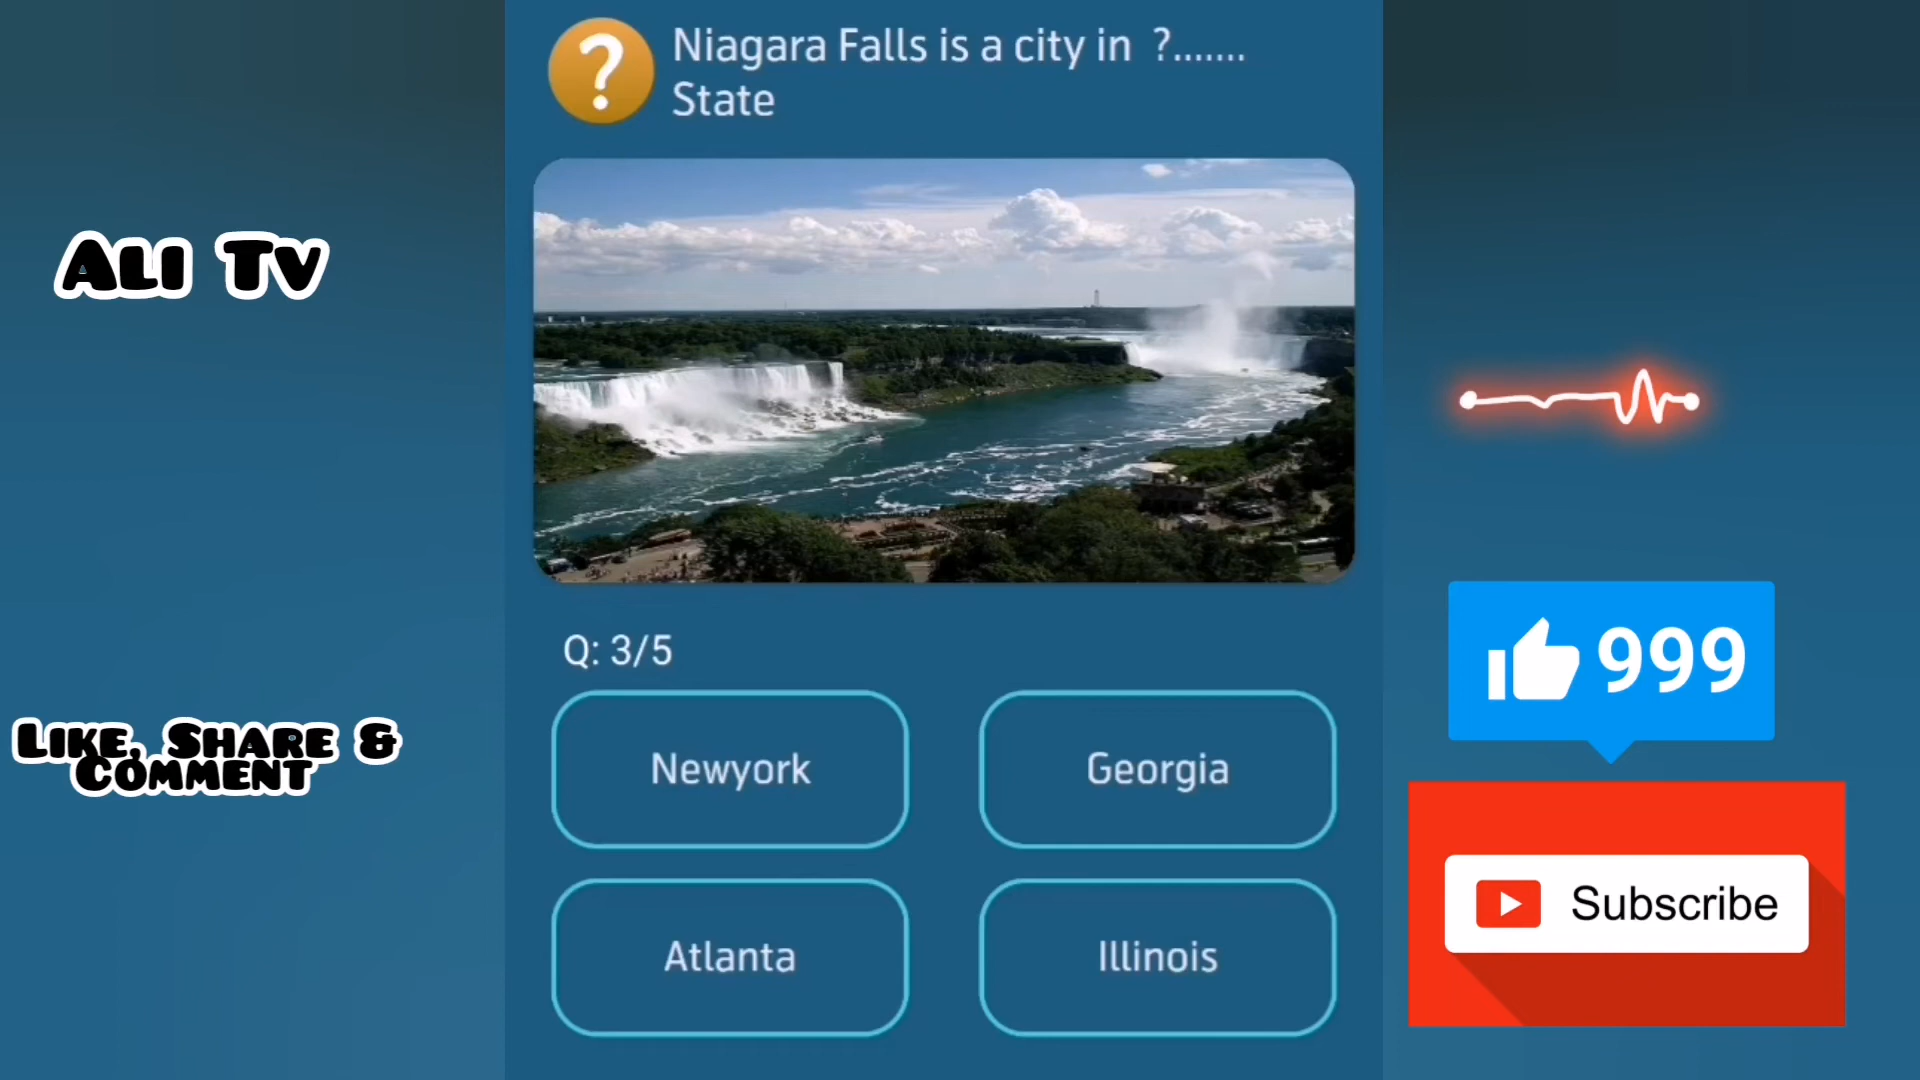 Niagara Falls is a city in ?.......
State
Ali Tv
Q: 3/5
999
Like, Share &
Comment
Newyork
Georgia
Subscribe
Atlanta
Illinois